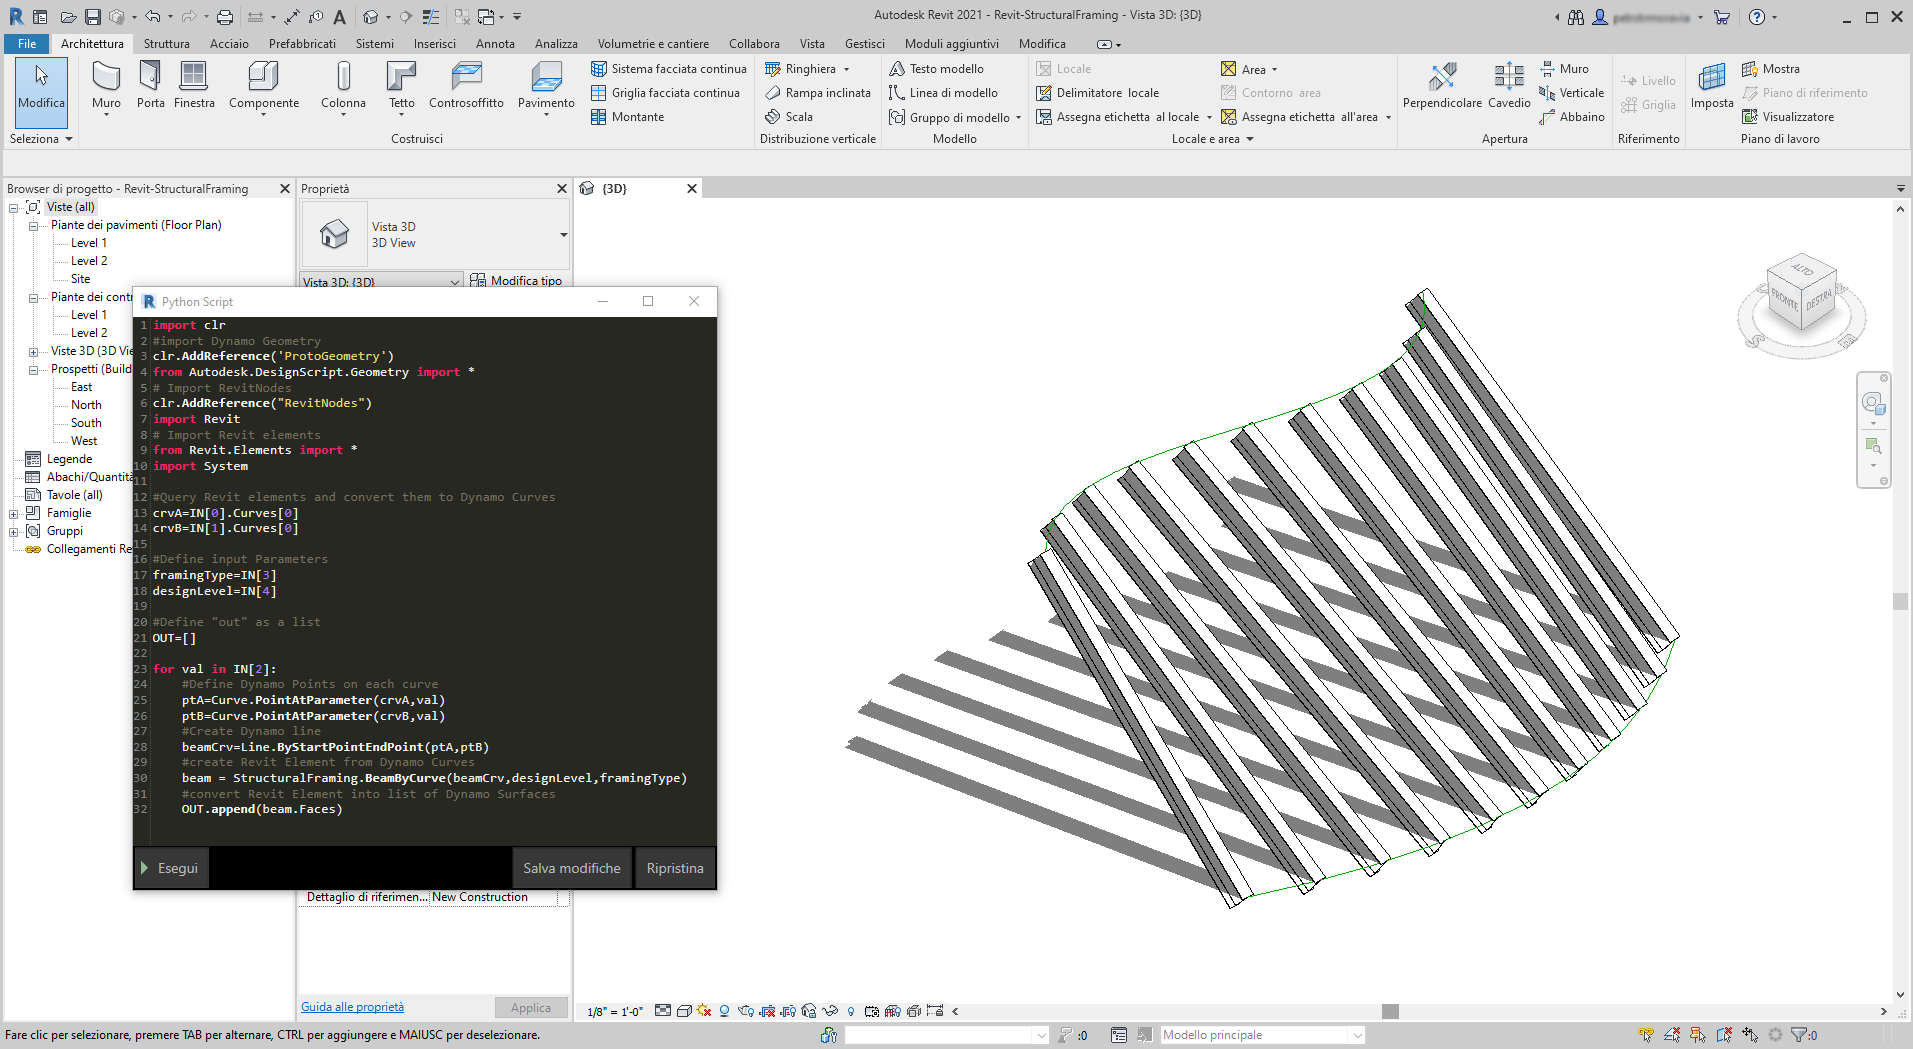 Autodesk Revit 2021 - Revit-StructuralFraming - Vista 3D: {3D}
File Architettura Struttura Acciaio Prefabbricati Sistemi Inserisci Annota Analizza Volumetrie e cantiere Collabora Vista Gestisci Moduli aggiuntivi Modifica
Modifica
Seleziona
Muro Porta Finestra Componente Colonna Tetto Controsoffitto Pavimento
Sistema facciata continua
Griglia facciata continua
Montante
Costruisci
Ringhiera
Rampa inclinata
Scala
Distribuzione verticale
Testo modello
Linea di modello
Gruppo di modello
Modello
Locale
Delimitatore locale
Assegna etichetta al locale
Area
Contorno area
Assegna etichetta all'area
Locale e area
Perpendicolare Cavedio
Muro
Verticale
Abbaino
Apertura
Livello
Griglia
Riferimento
Imposta
Mostra
Piano di riferimento
Visualizzatore
Piano di lavoro
Browser di progetto - Revit-StructuralFraming
Viste (all)
Piante dei pavimenti (Floor Plan)
Level 1
Level 2
Site
Piante dei cont
Level 1
Level 2
Viste 3D (3D Vie
Prospetti (Build
East
North
South
West
Legende
Abachi/Quantità
Tavole (all)
Famiglie
Gruppi
Collegamenti Re
Proprietà
Vista 3D
3D View
Vista 3D: {3D}
Modifica tipo
Python Script
1 import clr
2 #import Dynamo Geometry
3 clr.AddReference('ProtoGeometry')
4 from Autodesk.DesignScript.Geometry import *
5 # Import RevitNodes
6 clr.AddReference("RevitNodes")
7 import Revit
8 # Import Revit elements
9 from Revit.Elements import *
10 import System
11
12 #Query Revit elements and convert them to Dynamo Curves
13 crvA=IN[0].Curves[0]
14 crvB=IN[1].Curves[0]
15
16 #Define input Parameters
17 framingType=IN[3]
18 designLevel=IN[4]
19
20 #Define "out" as a list
21 OUT=[]
22
23 for val in IN[2]:
24 #Define Dynamo Points on each curve
25 ptA=Curve.PointAtParameter(crvA,val)
26 ptB=Curve.PointAtParameter(crvB,val)
27 #Create Dynamo line
28 beamCrv=Line.ByStartPointEndPoint(ptA,ptB)
29 #create Revit Element from Dynamo Curves
30 beam = StructuralFraming.BeamByCurve(beamCrv,designLevel,framingType)
31 #convert Revit Element into list of Dynamo Surfaces
32 OUT.append(beam.Faces)
Esegui
Salva modifiche
Ripristina
Dettaglio di riferimen... New Construction
Guida alle proprietà
Applica
{3D}
ALTO
FRONTE
DESTRA
1/8" = 1'-0"
Fare clic per selezionare, premere TAB per alternare, CTRL per aggiungere e MAIUSC per deselezionare.
:0
Modello principale
:0